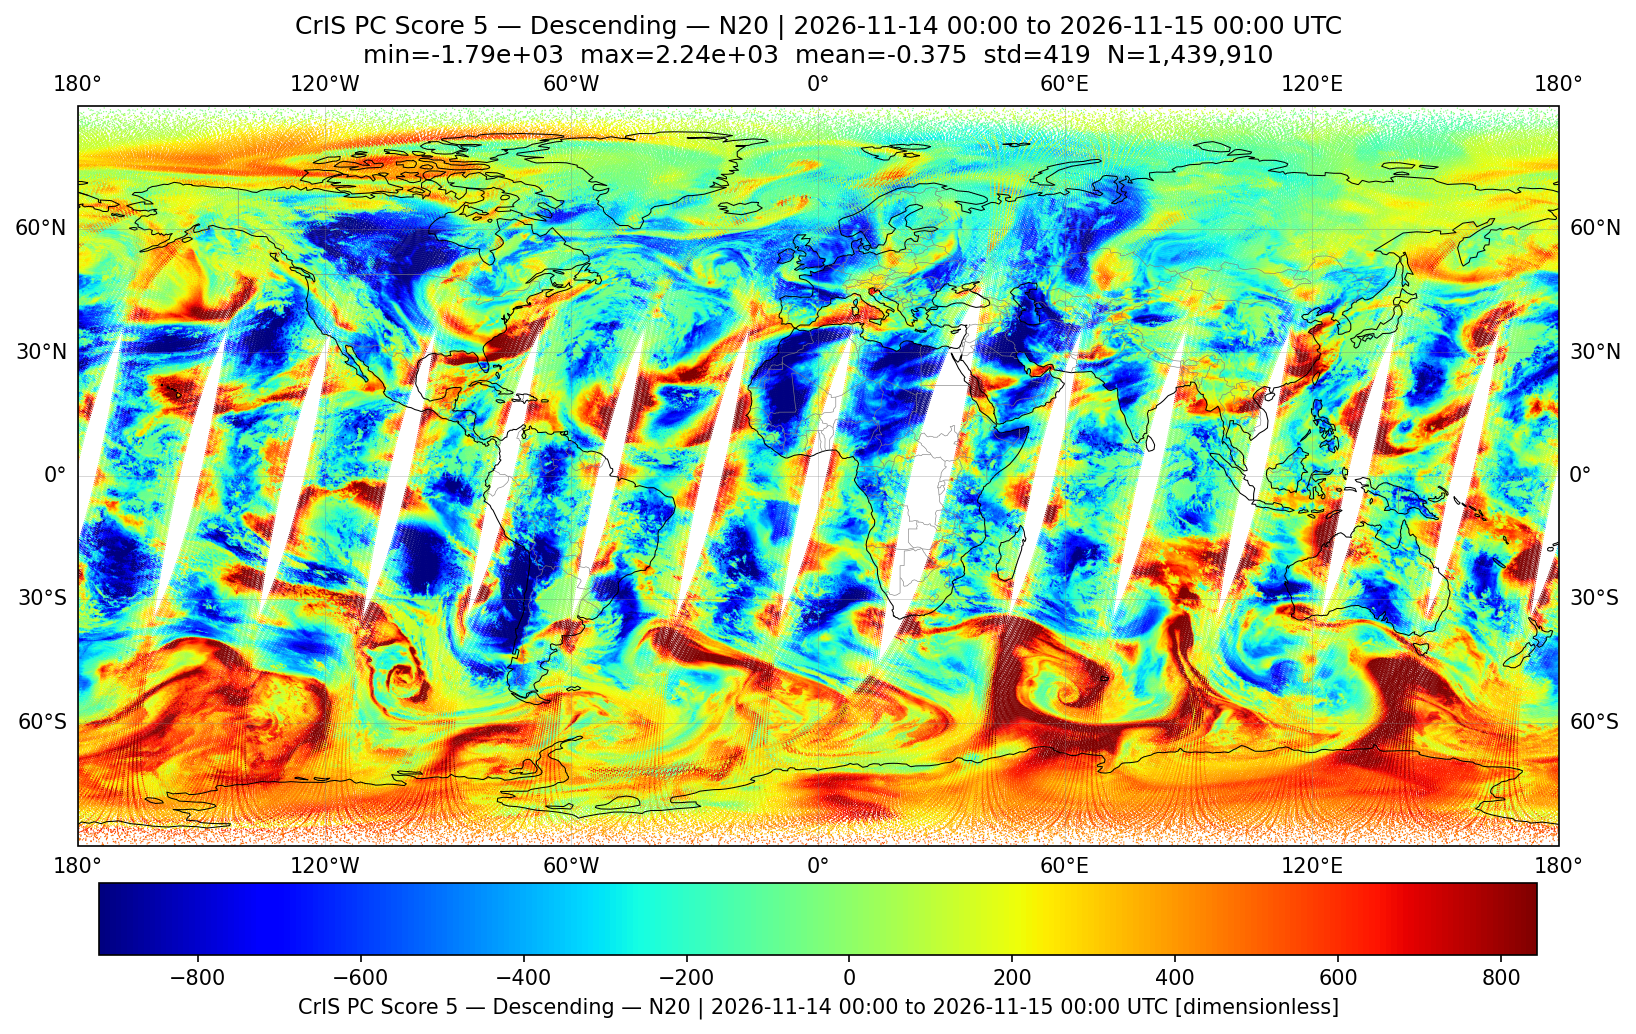 CrIS PC Score 5 — Descending — N20 | 2026-11-14 00:00 to 2026-11-15 00:00 UTC
min=-1.79e+03  max=2.24e+03  mean=-0.375  std=419  N=1,439,910
180° 120°W 60°W 0° 60°E 120°E 180°
60°N 60°N
30°N 30°N
0° 0°
30°S 30°S
60°S 60°S
180° 120°W 60°W 0° 60°E 120°E 180°
−800 −600 −400 −200 0 200 400 600 800
CrIS PC Score 5 — Descending — N20 | 2026-11-14 00:00 to 2026-11-15 00:00 UTC [dimensionless]